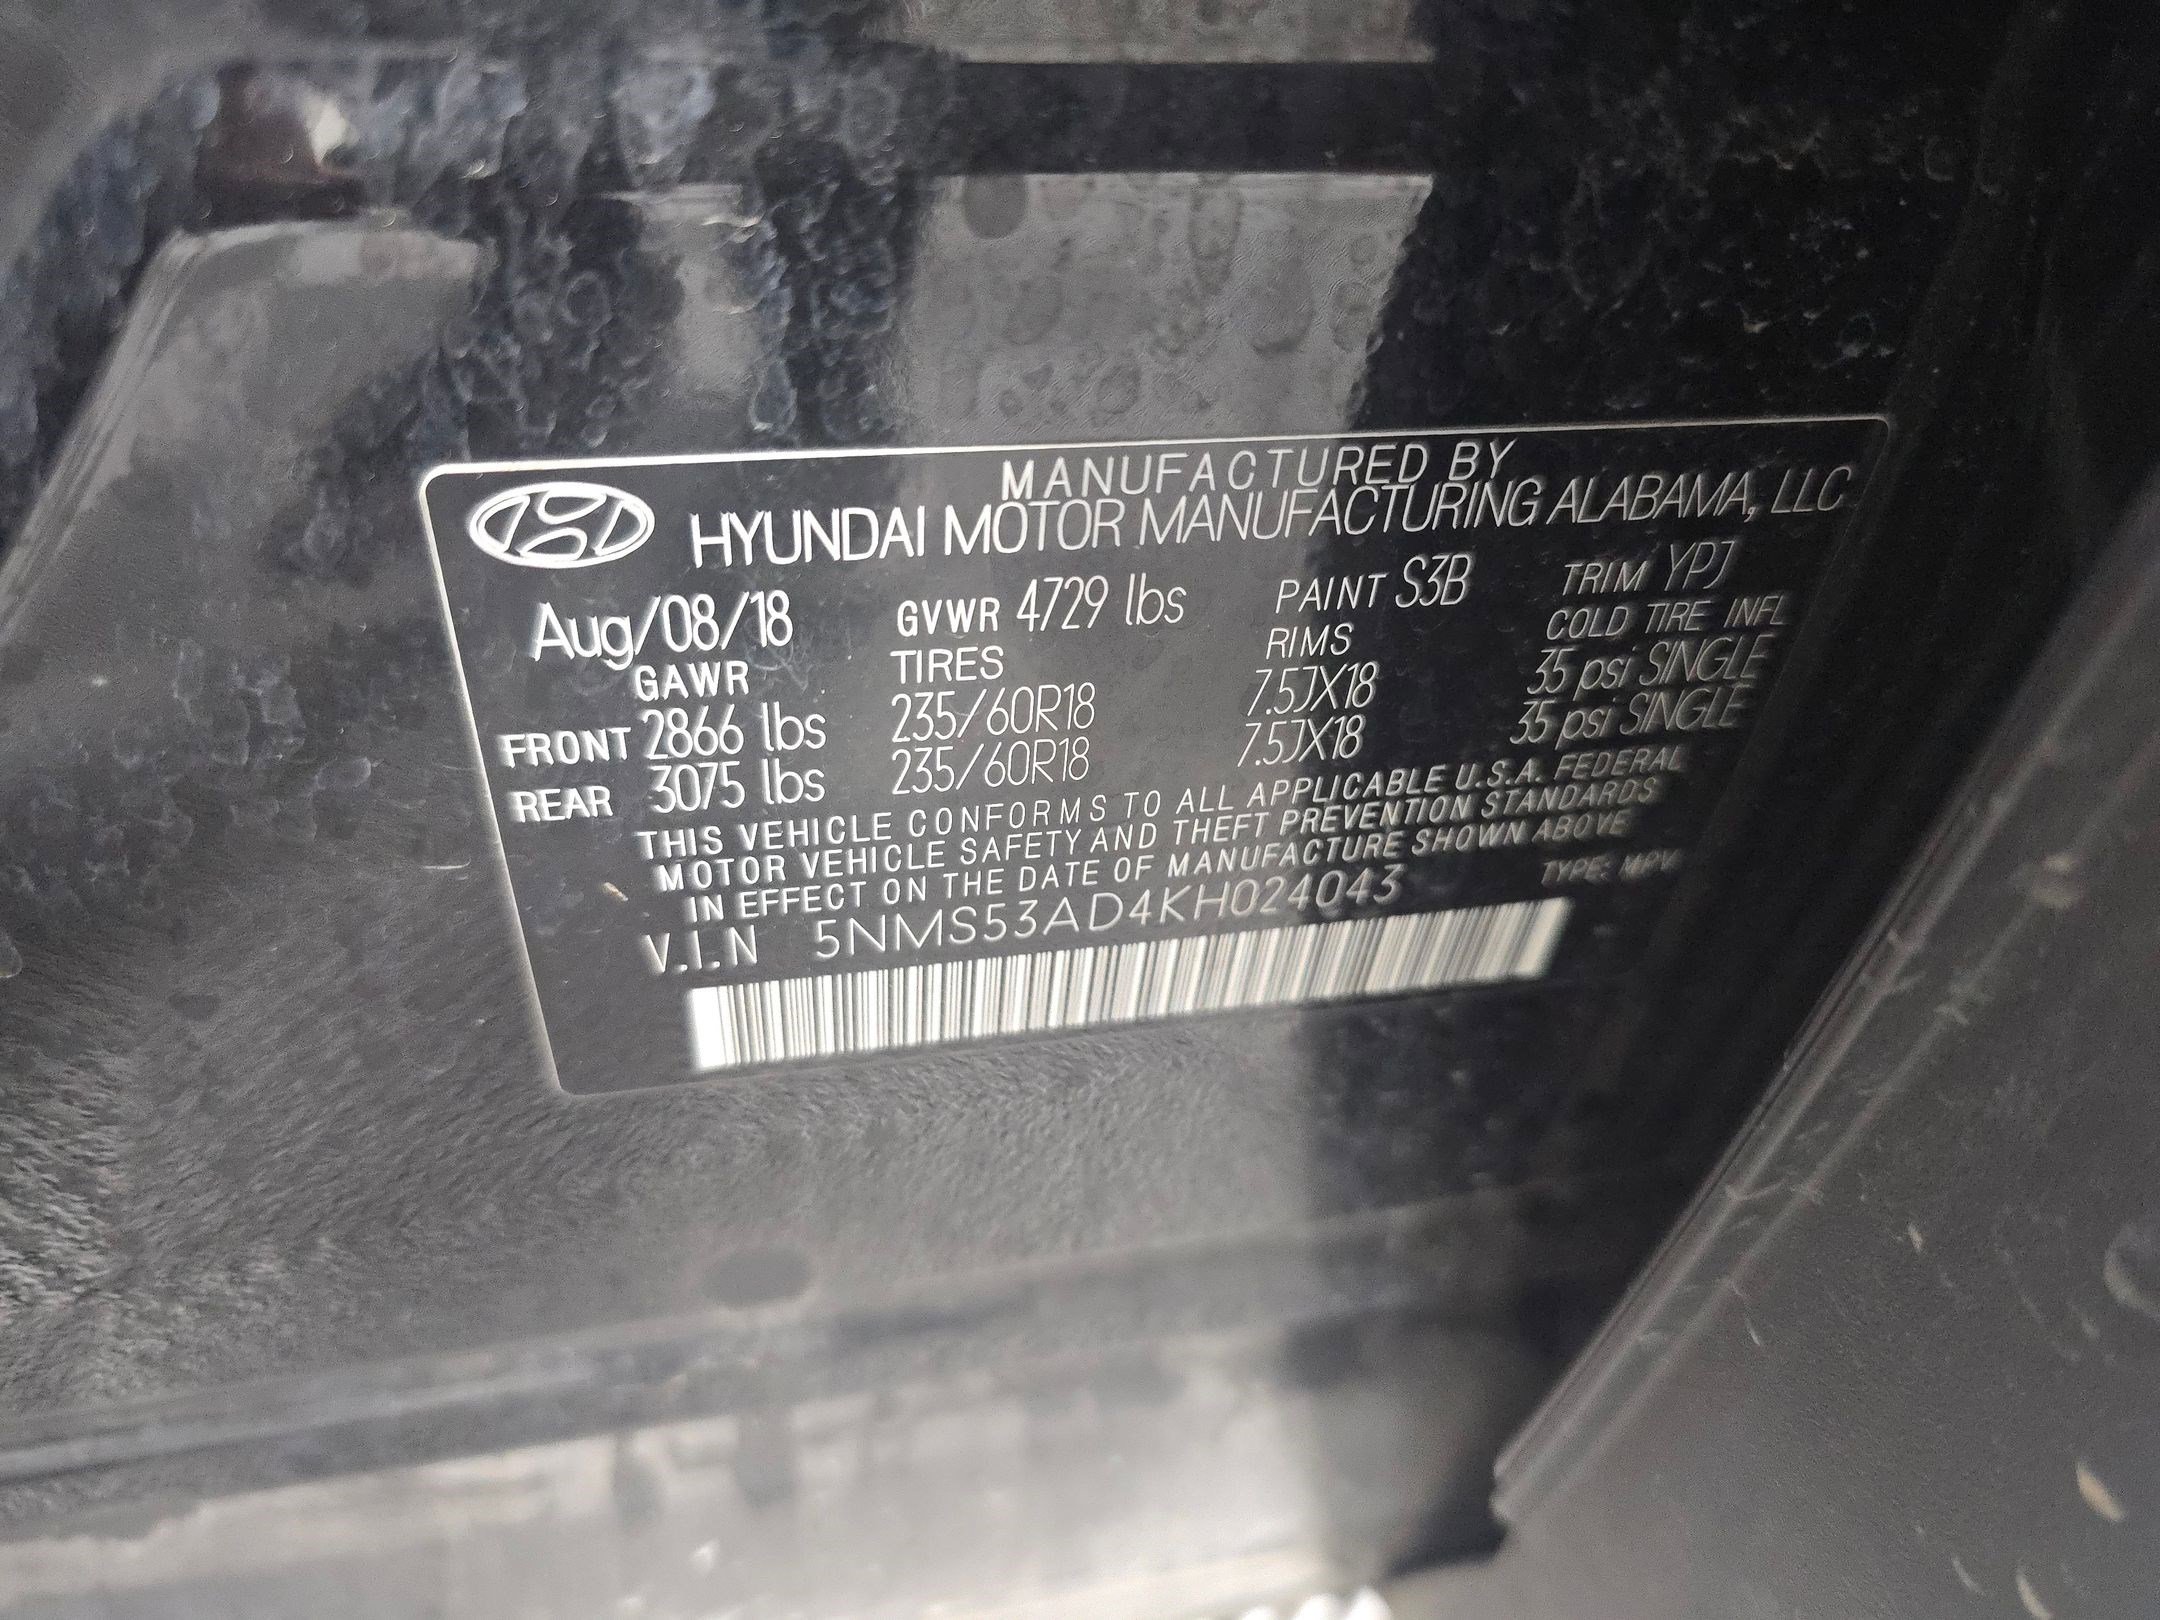 MANUFACTURED BY
HYUNDAI MOTOR MANUFACTURING ALABAMA, LLC
Aug/08/18 GVWR 4729 lbs PAINT S3B TRIM YPJ
GAWR TIRES RIMS COLD TIRE INFL
FRONT 2866 lbs 235/60R18 7.5JX18 35 psi SINGLE
REAR 3075 lbs 235/60R18 7.5JX18 35 psi SINGLE
THIS VEHICLE CONFORMS TO ALL APPLICABLE U.S.A. FEDERAL
MOTOR VEHICLE SAFETY AND THEFT PREVENTION STANDARDS
IN EFFECT ON THE DATE OF MANUFACTURE SHOWN ABOVE
V.I.N 5NMS53AD4KH024043 TYPE: MPV